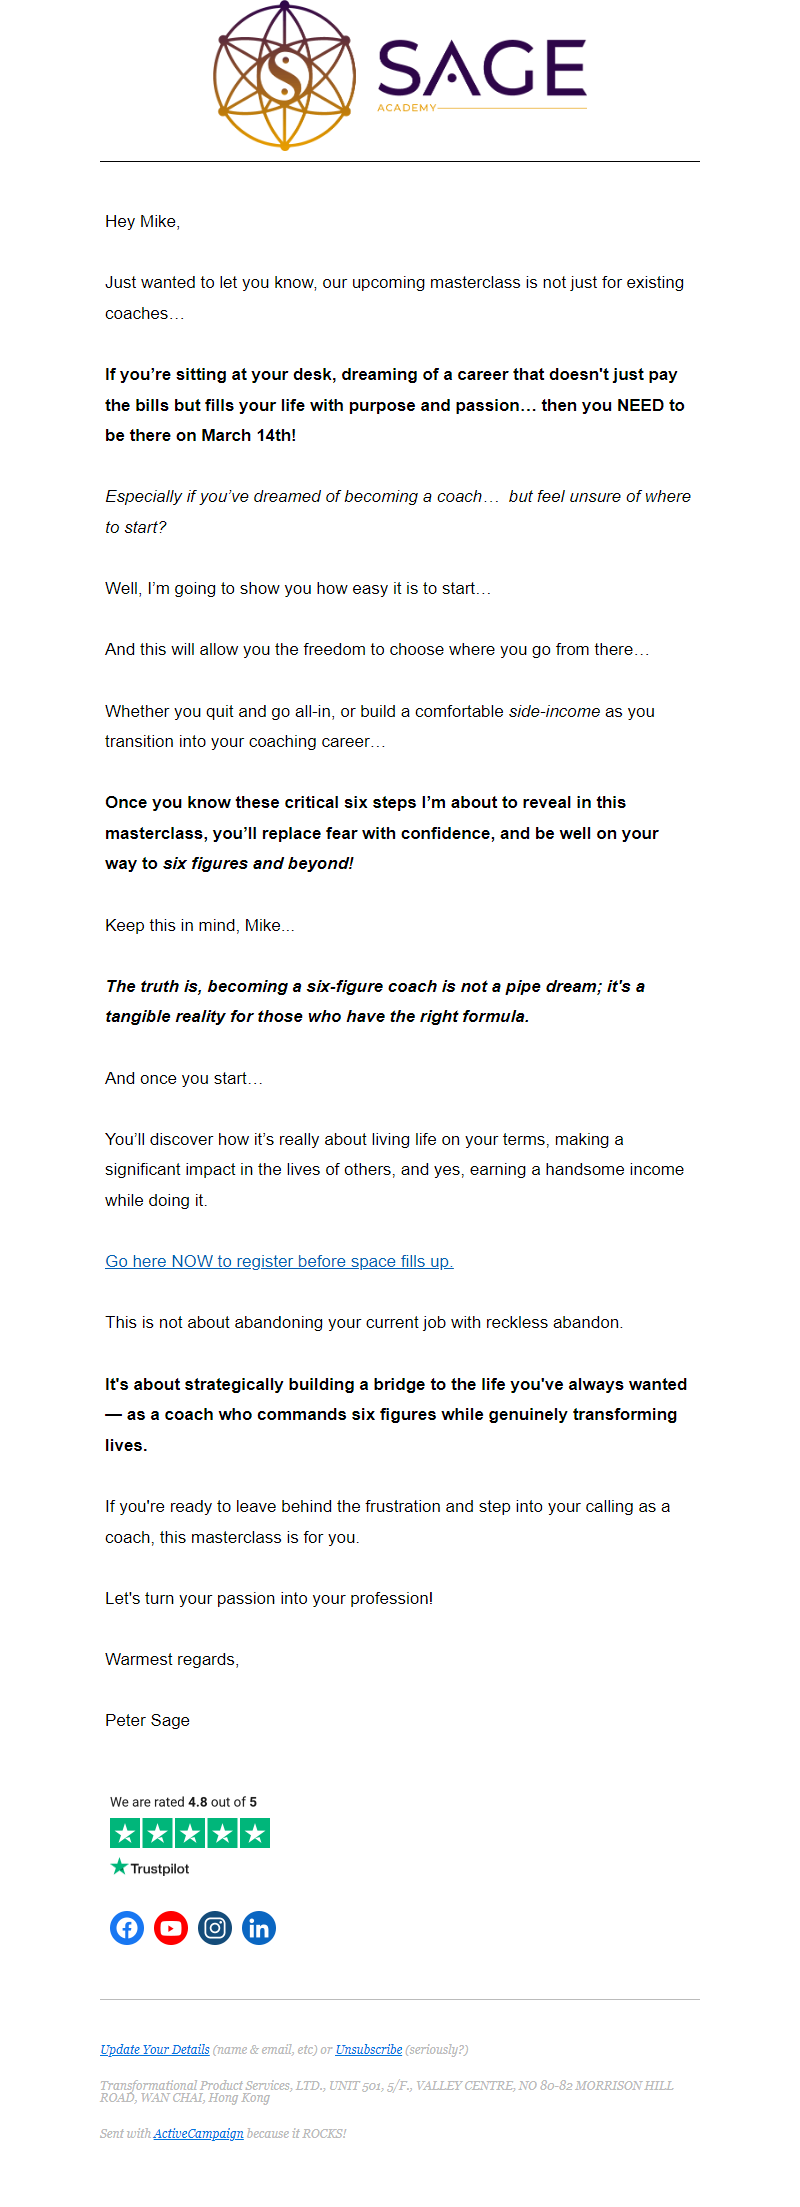 SAGE
ACADEMY
Hey Mike,
Just wanted to let you know, our upcoming masterclass is not just for existing
coaches…
If you’re sitting at your desk, dreaming of a career that doesn't just pay
the bills but fills your life with purpose and passion… then you NEED to
be there on March 14th!
Especially if you’ve dreamed of becoming a coach…  but feel unsure of where
to start?
Well, I’m going to show you how easy it is to start…
And this will allow you the freedom to choose where you go from there…
Whether you quit and go all-in, or build a comfortable side-income as you
transition into your coaching career…
Once you know these critical six steps I’m about to reveal in this
masterclass, you’ll replace fear with confidence, and be well on your
way to six figures and beyond!
Keep this in mind, Mike...
The truth is, becoming a six-figure coach is not a pipe dream; it's a
tangible reality for those who have the right formula.
And once you start…
You’ll discover how it’s really about living life on your terms, making a
significant impact in the lives of others, and yes, earning a handsome income
while doing it.
Go here NOW to register before space fills up.
This is not about abandoning your current job with reckless abandon.
It's about strategically building a bridge to the life you've always wanted
— as a coach who commands six figures while genuinely transforming
lives.
If you're ready to leave behind the frustration and step into your calling as a
coach, this masterclass is for you.
Let's turn your passion into your profession!
Warmest regards,
Peter Sage
We are rated 4.8 out of 5
Trustpilot
Update Your Details (name & email, etc) or Unsubscribe (seriously?)
Transformational Product Services, LTD., UNIT 501, 5/F., VALLEY CENTRE, NO 80-82 MORRISON HILL
ROAD, WAN CHAI, Hong Kong
Sent with ActiveCampaign because it ROCKS!